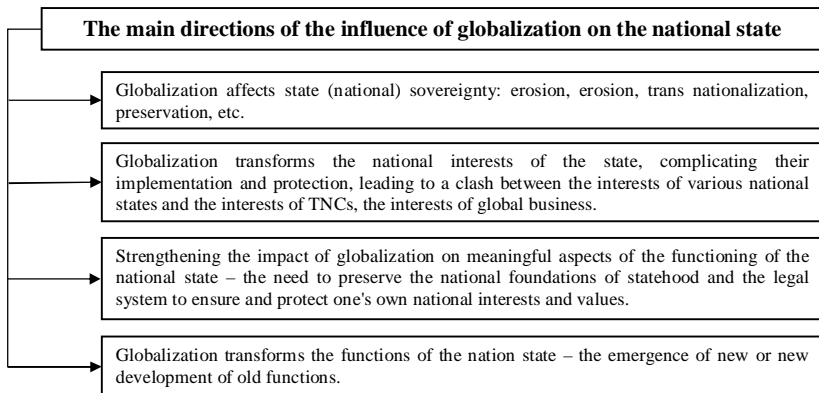 The main directions of the influence of globalization on the national state
Globalization affects state (national) sovereignty: erosion, erosion, trans nationalization,
preservation, etc.
Globalization transforms the national interests of the state, complicating their
implementation and protection, leading to a clash between the interests of various national
states and the interests of TNCs, the interests of global business.
Strengthening the impact of globalization on meaningful aspects of the functioning of the
national state – the need to preserve the national foundations of statehood and the legal
system to ensure and protect one's own national interests and values.
Globalization transforms the functions of the nation state – the emergence of new or new
development of old functions.